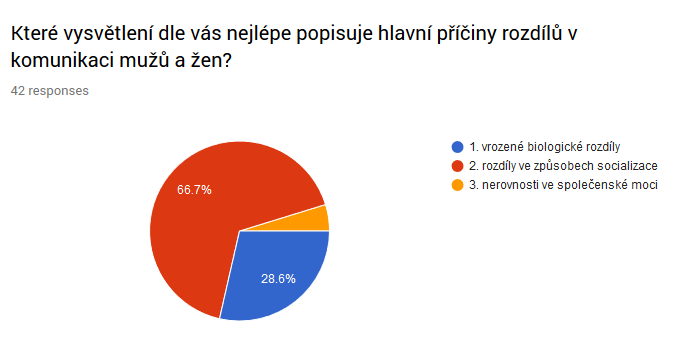 Které vysvětlení dle vás nejlépe popisuje hlavní příčiny rozdílů v
komunikaci mužů a žen?
42 responses
1. vrozené biologické rozdíly
2. rozdíly ve způsobech socializace
3. nerovnosti ve společenské moci
66.7%
28.6%